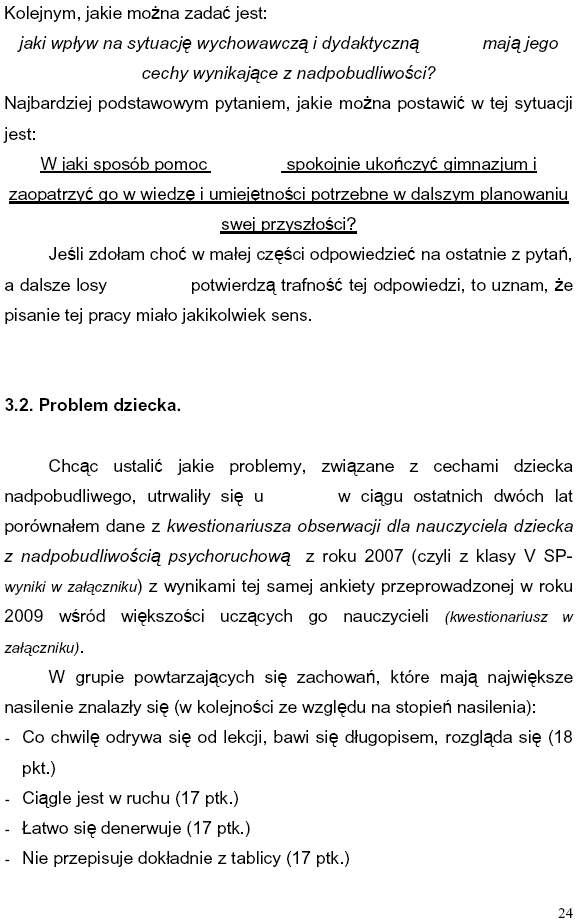 Kolejnym, jakie można zadać jest:
jaki wpływ na sytuację wychowawczą i dydaktyczną mają jego
cechy wynikające z nadpobudliwości?
Najbardziej podstawowym pytaniem, jakie można postawić w tej sytuacji
jest:
W jaki sposób pomoc spokojnie ukończyć gimnazjum i
zaopatrzyć go w wiedzę i umiejętności potrzebne w dalszym planowaniu
swej przyszłości?
Jeśli zdołam choć w małej części odpowiedzieć na ostatnie z pytań,
a dalsze losy potwierdzą trafność tej odpowiedzi, to uznam, że
pisanie tej pracy miało jakikolwiek sens.
3.2. Problem dziecka.
Chcąc ustalić jakie problemy, związane z cechami dziecka
nadpobudliwego, utrwaliły się u w ciągu ostatnich dwóch lat
porównałem dane z kwestionariusza obserwacji dla nauczyciela dziecka
z nadpobudliwością psychoruchową z roku 2007 (czyli z klasy V SP-
wyniki w załączniku) z wynikami tej samej ankiety przeprowadzonej w roku
2009 wśród większości uczących go nauczycieli (kwestionariusz w
załączniku).
W grupie powtarzających się zachowań, które mają największe
nasilenie znalazły się (w kolejności ze względu na stopień nasilenia):
- Co chwilę odrywa się od lekcji, bawi się długopisem, rozgląda się (18
pkt.)
- Ciągle jest w ruchu (17 ptk.)
- Łatwo się denerwuje (17 ptk.)
- Nie przepisuje dokładnie z tablicy (17 ptk.)
24